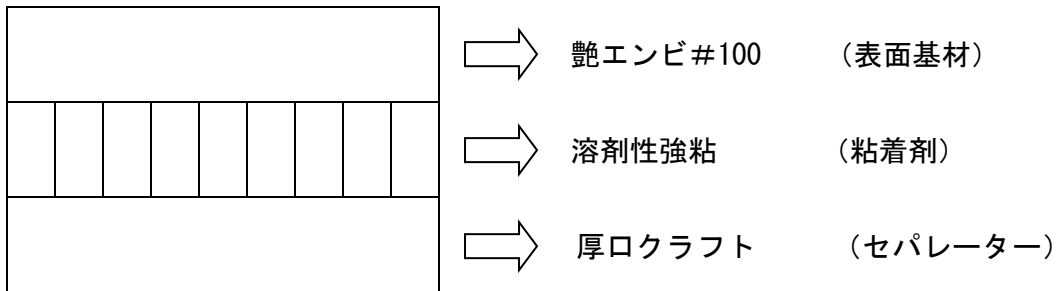 艶エンビ＃100　（表面基材）
溶剤性強粘　（粘着剤）
厚口クラフト　（セパレーター）